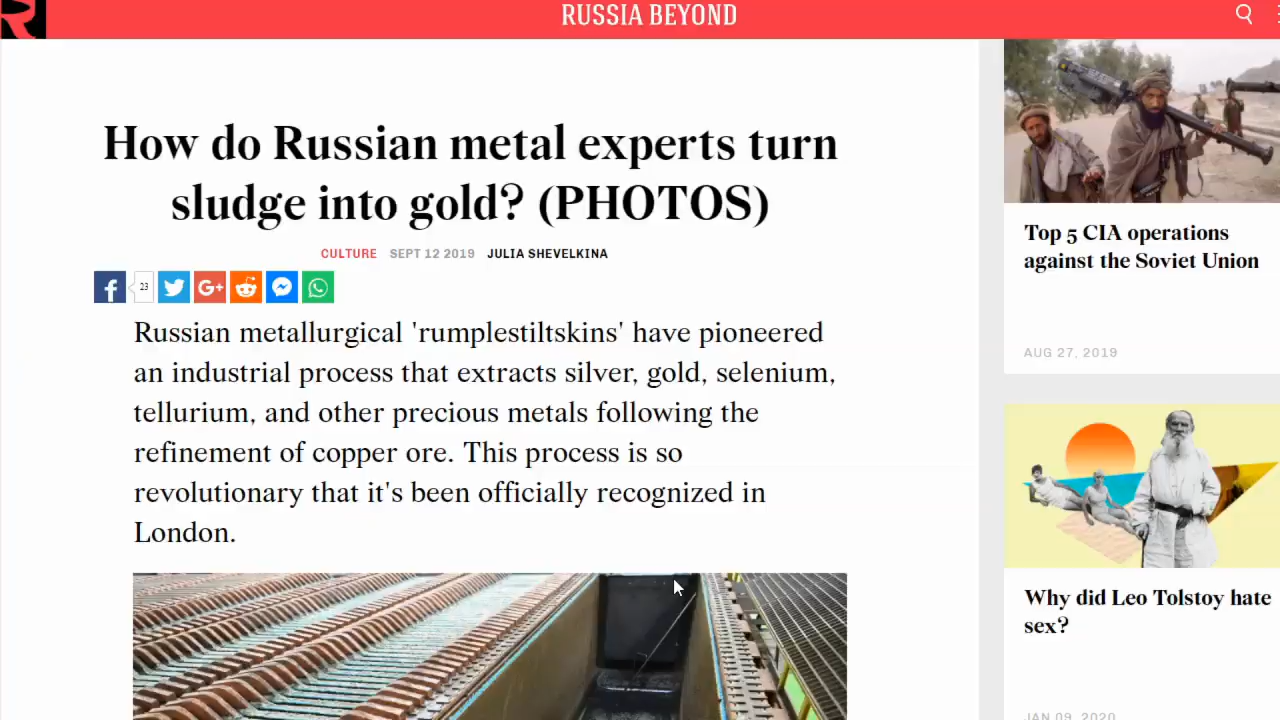 RUSSIA BEYOND
How do Russian metal experts turn
sludge into gold? (PHOTOS)
CULTURE SEPT 12 2019 JULIA SHEVELKINA
23
G+
Russian metallurgical 'rumplestiltskins' have pioneered
an industrial process that extracts silver, gold, selenium,
tellurium, and other precious metals following the
refinement of copper ore. This process is so
revolutionary that it's been officially recognized in
London.
Top 5 CIA operations
against the Soviet Union
AUG 27, 2019
Why did Leo Tolstoy hate
sex?
JAN 09, 2020